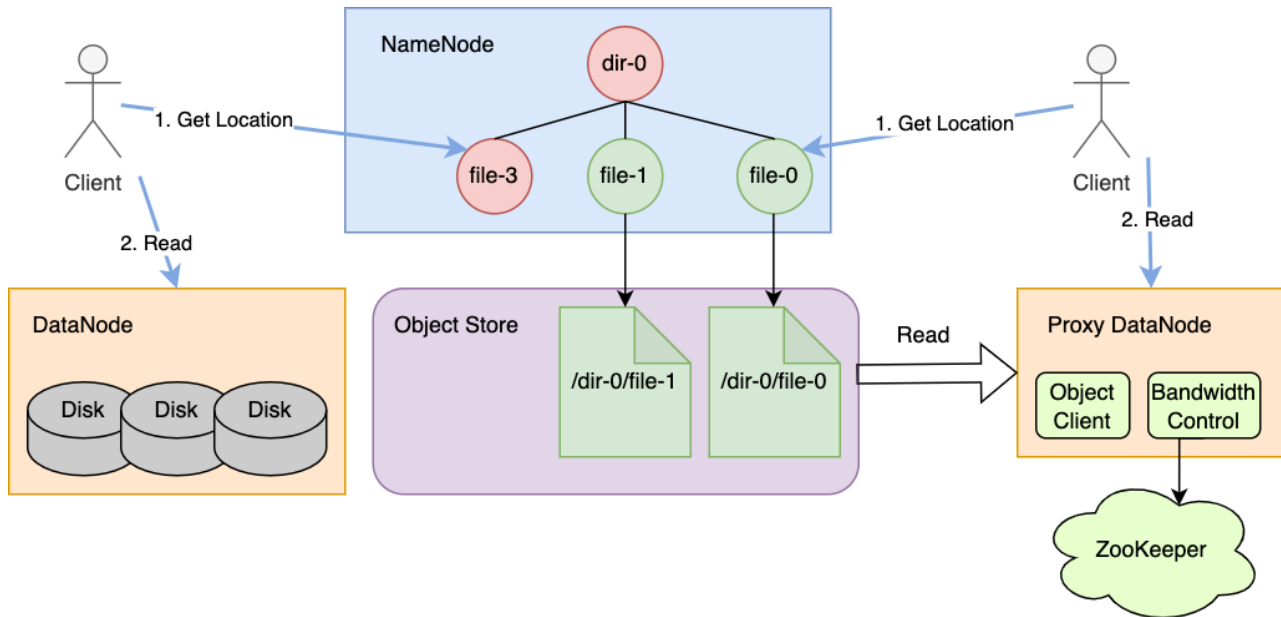 NameNode
dir-0
1. Get Location
1. Get Location
file-3
file-1
file-0
Client
Client
2. Read
2. Read
DataNode
Object Store
Proxy DataNode
Read
/dir-0/file-1
/dir-0/file-0
Disk
Disk
Disk
Object
Client
Bandwidth
Control
ZooKeeper